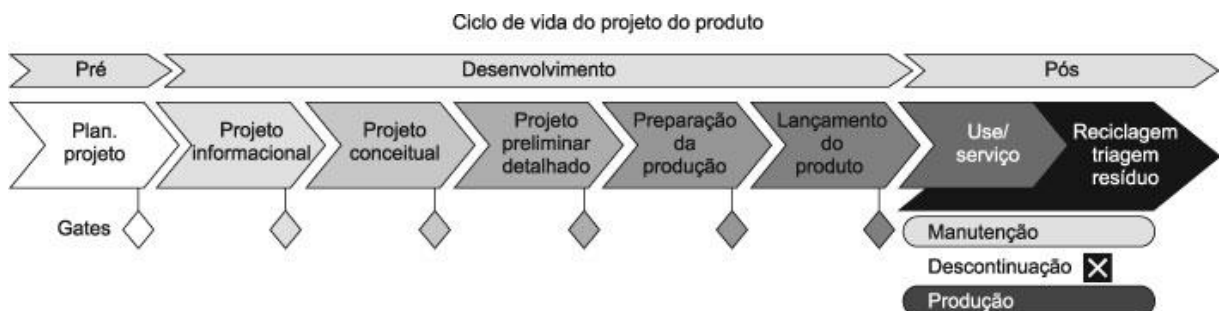 Ciclo de vida do projeto do produto
Pré
Desenvolvimento
Pós
Plan.
projeto
Projeto
informacional
Projeto
conceitual
Projeto
preliminar
detalhado
Preparação
da
produção
Lançamento
do
produto
Use/
serviço
Reciclagem
triagem
resíduo
Gates
Manutenção
Descontinuação
Produção